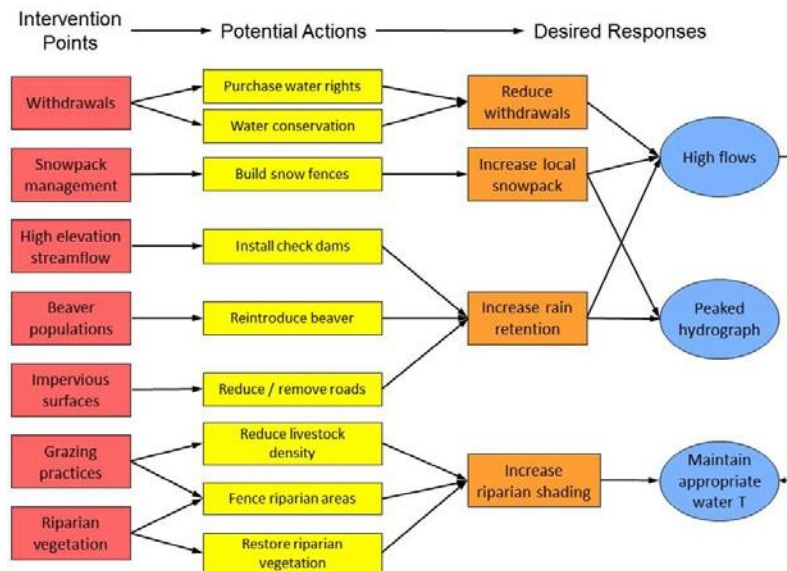 Intervention
Points
Potential Actions
Desired Responses
Withdrawals
Purchase water rights
Water conservation
Reduce
withdrawals
High flows
Snowpack
management
Build snow fences
Increase local
snowpack
High elevation
streamflow
Install check dams
Beaver
populations
Reintroduce beaver
Increase rain
retention
Peaked
hydrograph
Impervious
surfaces
Reduce / remove roads
Grazing
practices
Reduce livestock
density
Fence riparian areas
Increase
riparian shading
Maintain
appropriate
water T
Riparian
vegetation
Restore riparian
vegetation